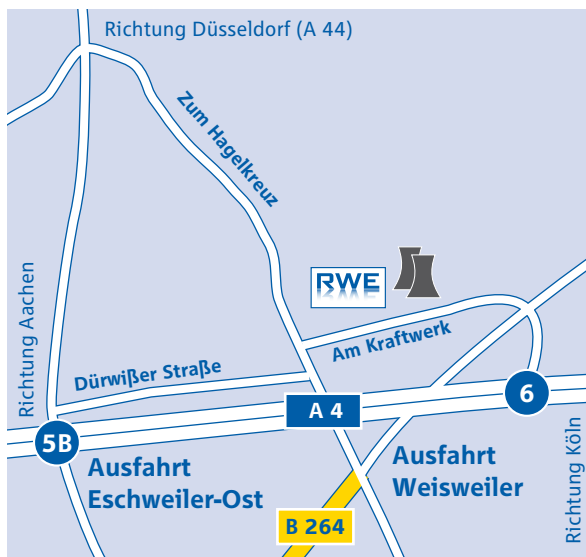 Richtung Düsseldorf (A 44)
Zum Hagelkreuz
RWE
Am Kraftwerk
Richtung Aachen
Dürwißer Straße
A 4
6
5B
Ausfahrt
Eschweiler-Ost
Ausfahrt
Weisweiler
B 264
Richtung Köln